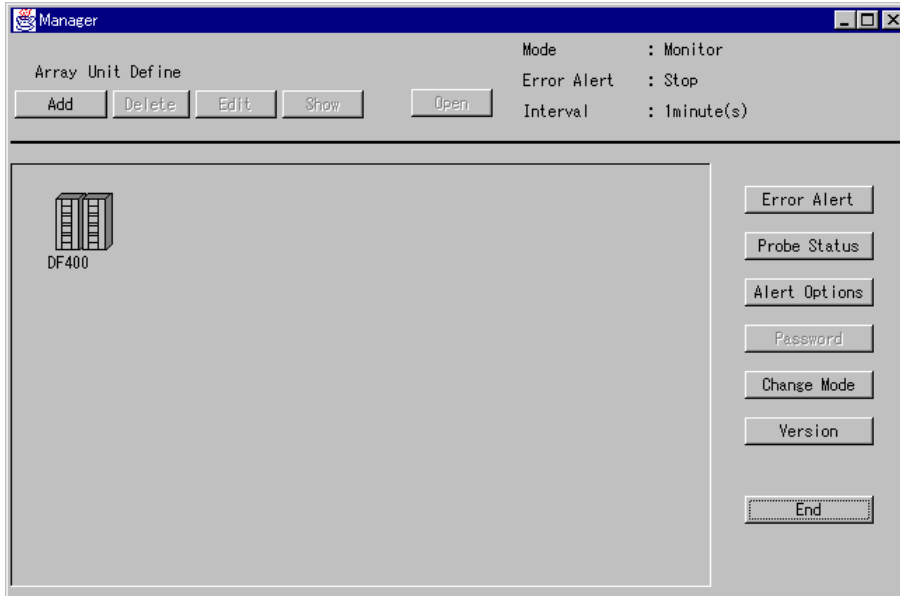 Manager
Mode : Monitor
Array Unit Define
Error Alert : Stop
Add Delete Edit Show Open
Interval : 1minute(s)
DF400
Error Alert
Probe Status
Alert Options
Password
Change Mode
Version
End